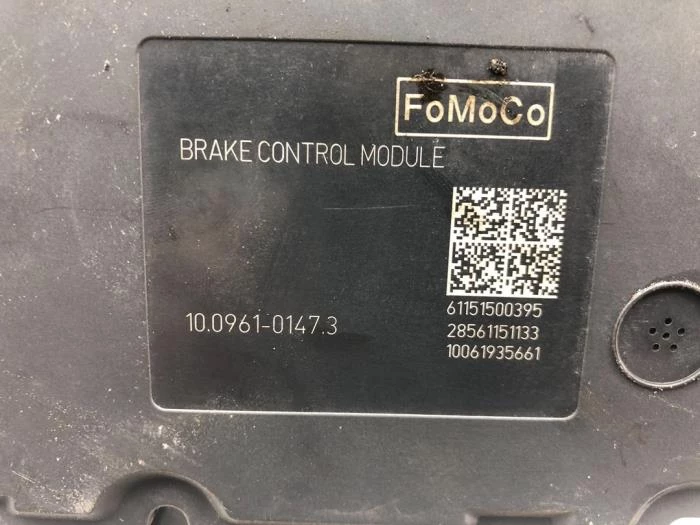 FoMoCo
BRAKE CONTROL MODULE
10.0961-0147.3
61151500395
28561151133
10061935661